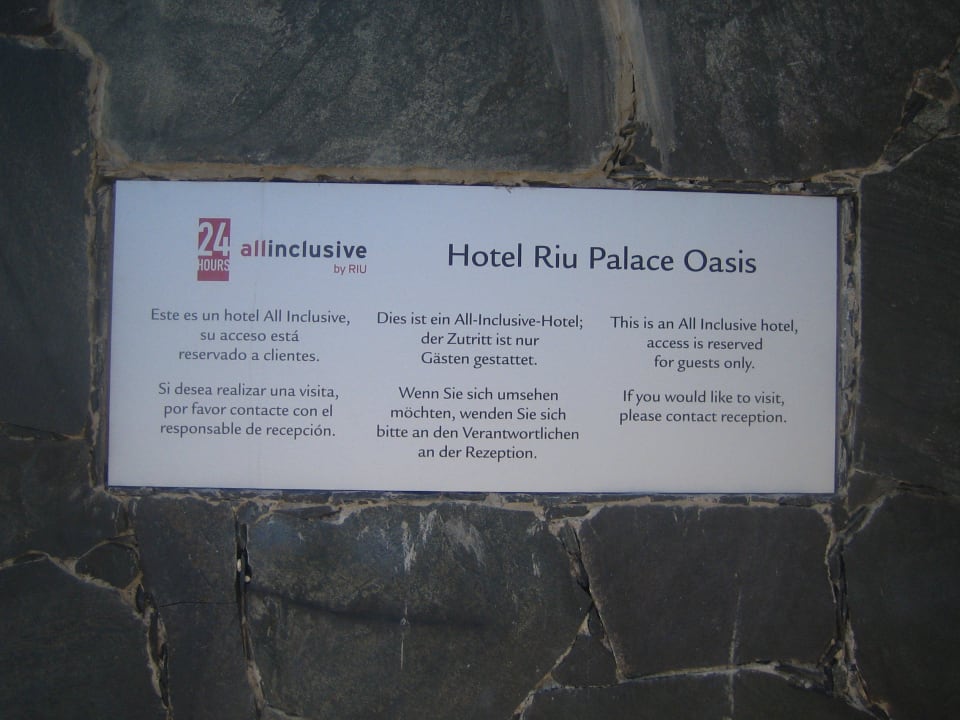 24
HOURS
allinclusive
by RIU
Hotel Riu Palace Oasis
Este es un hotel All Inclusive,
su acceso está
reservado a clientes.
Si desea realizar una visita,
por favor contacte con el
responsable de recepción.
Dies ist ein All-Inclusive-Hotel;
der Zutritt ist nur
Gästen gestattet.
Wenn Sie sich umsehen
möchten, wenden Sie sich
bitte an den Verantwortlichen
an der Rezeption.
This is an All Inclusive hotel,
access is reserved
for guests only.
If you would like to visit,
please contact reception.